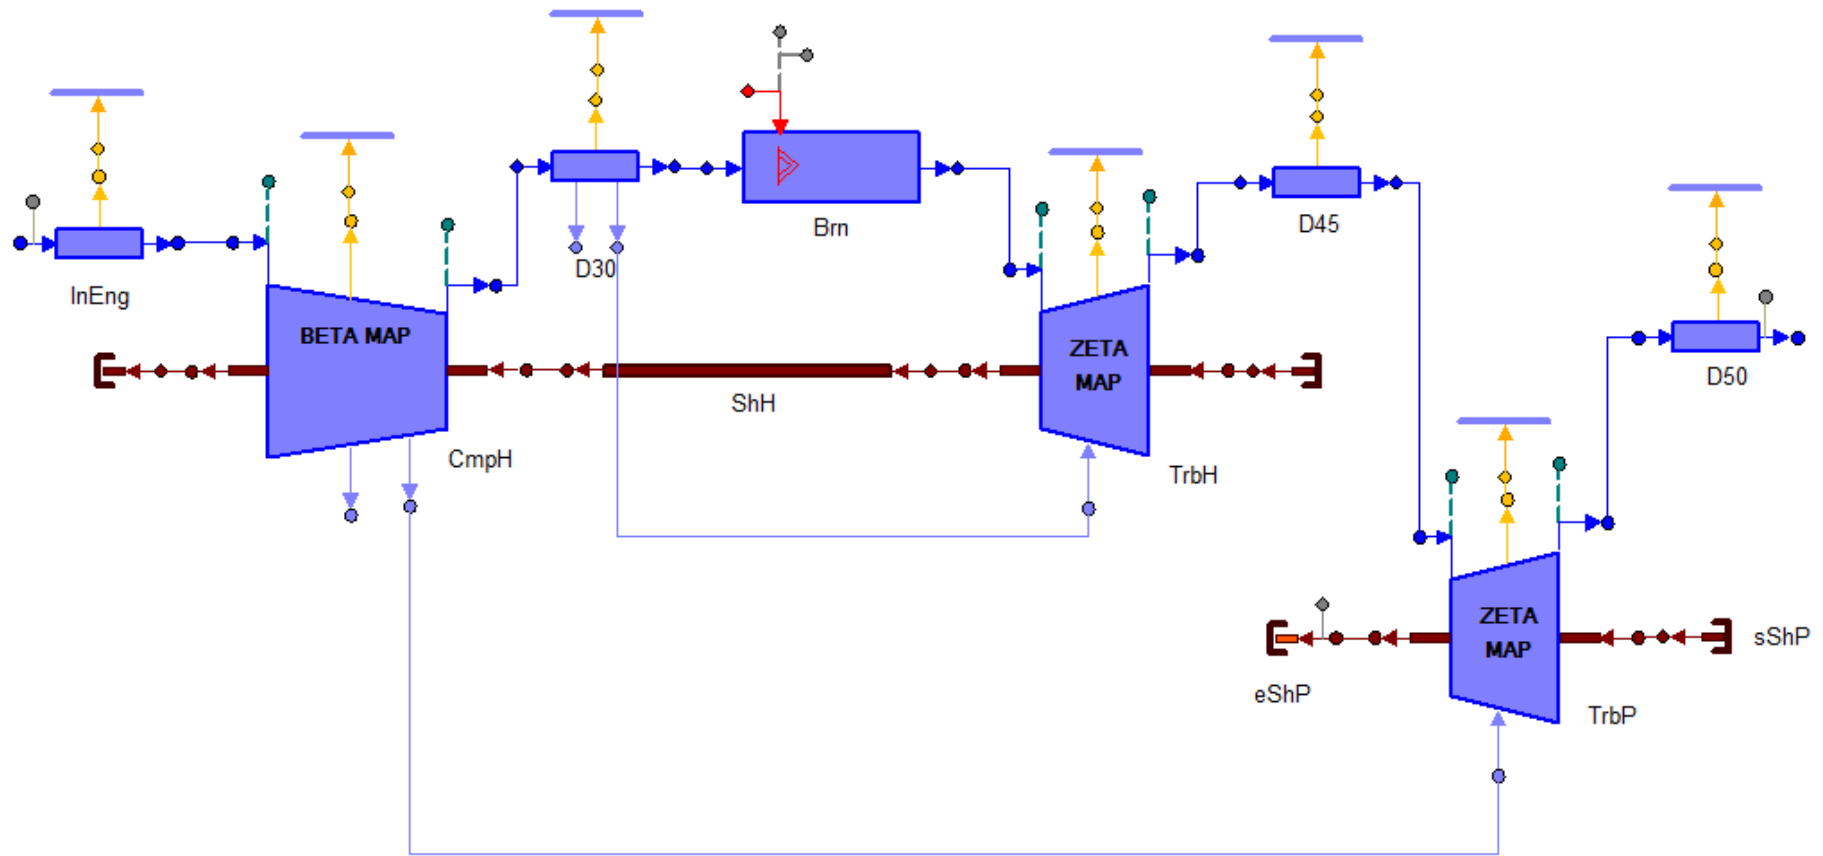 InEng
BETA MAP
CmpH
D30
Brn
ShH
ZETA
MAP
TrbH
D45
D50
ZETA
MAP
sShP
eShP
TrbP